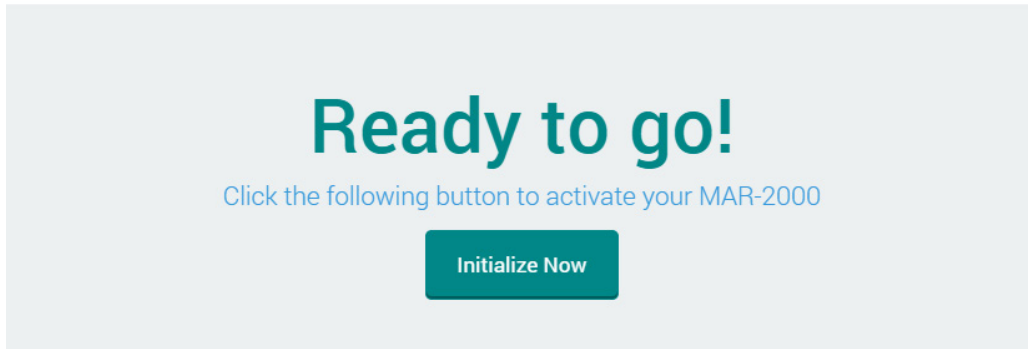 Ready to go!
Click the following button to activate your MAR-2000
Initialize Now